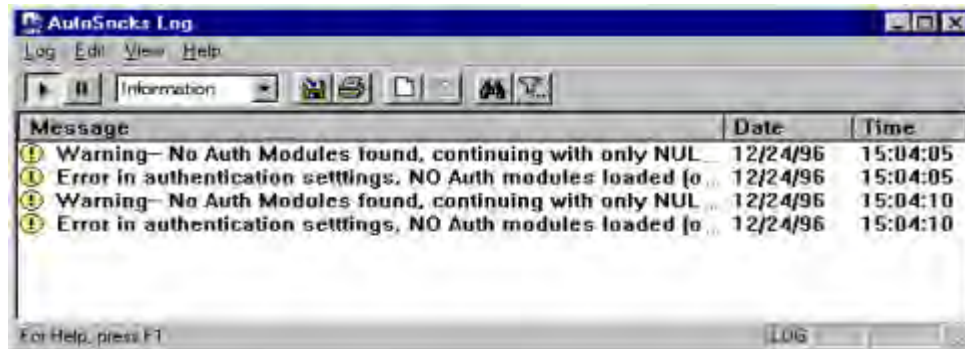 AutoSocks Log
Log Edit View Help
Information
Message Date Time
Warning– No Auth Modules found, continuing with only NUL... 12/24/96 15:04:05
Error in authentication setttings, NO Auth modules loaded (o... 12/24/96 15:04:05
Warning– No Auth Modules found, continuing with only NUL... 12/24/96 15:04:10
Error in authentication setttings, NO Auth modules loaded (o... 12/24/96 15:04:10
For Help, press F1 LOG